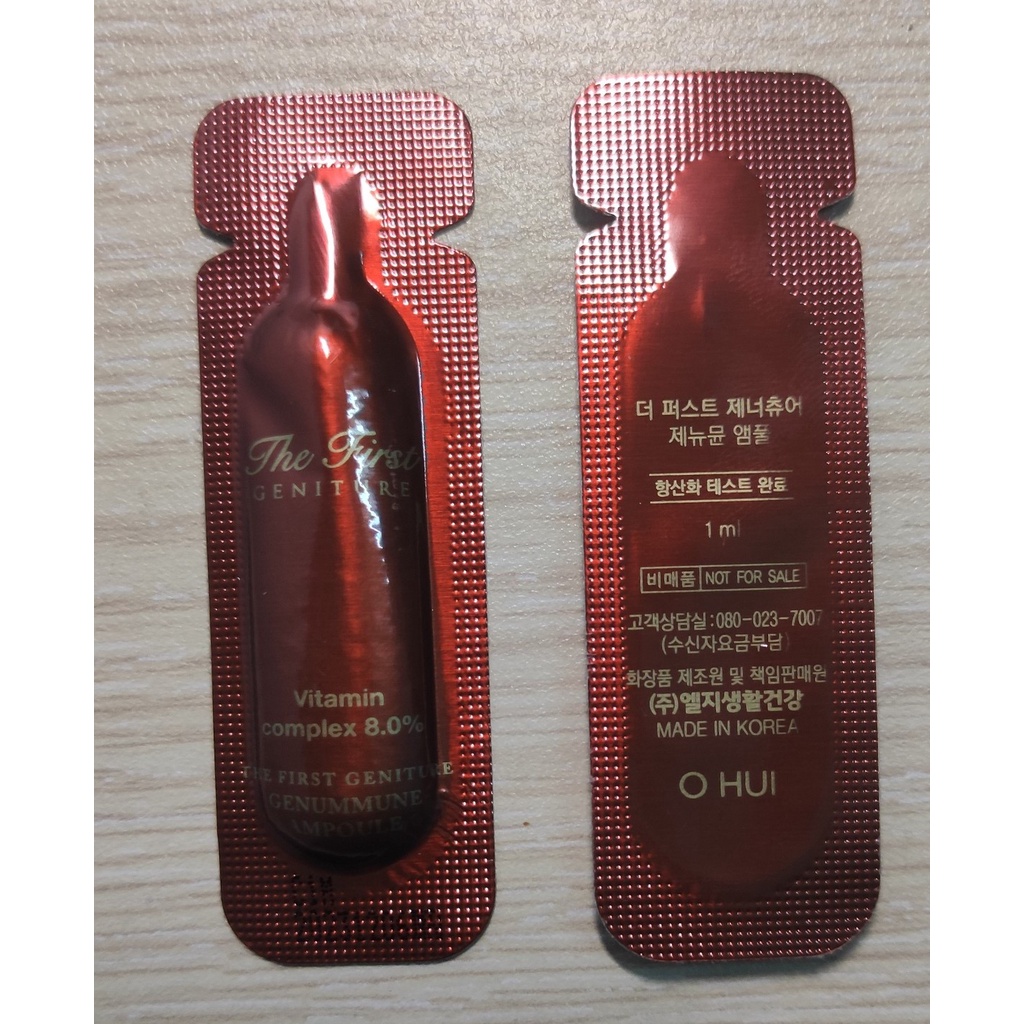 The First
GENITURE
Vitamin
complex 8.0%
THE FIRST GENITURE
GENUMMUNE
AMPOULE
더 퍼스트 제너츄어
제뉴뮨 앰풀
항산화 테스트 완료
1 ml
비매품 NOT FOR SALE
고객상담실:080-023-7007
(수신자요금부담)
화장품 제조원 및 책임판매원
(주)엘지생활건강
MADE IN KOREA
O HUI